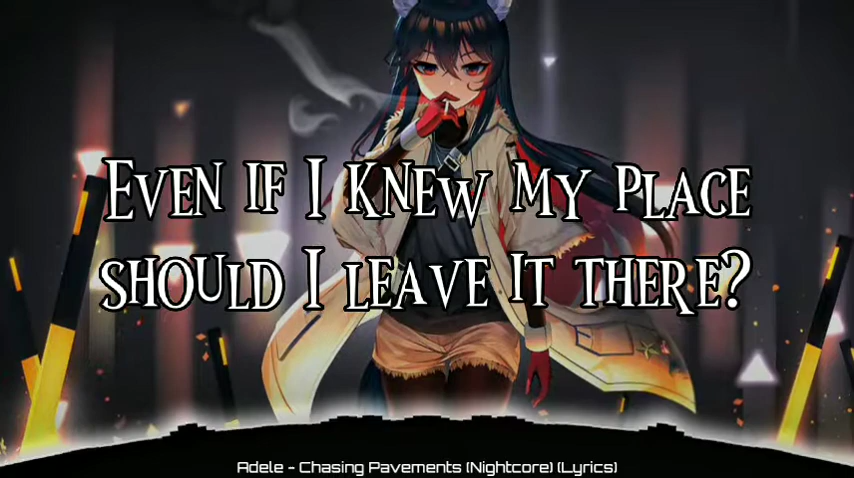 Even if I knew my place
should I leave it there?
Adele - Chasing Pavements (Nightcore) (Lyrics)